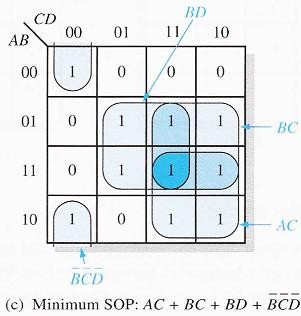 BD
CD
AB
00 01 11 10
00 1 0 0 0
01 0 1 1 1
BC
11 0 1 1 1
10 1 0 1 1
AC
B̅C̅D̅
(c) Minimum SOP: AC + BC + BD + B̅C̅D̅